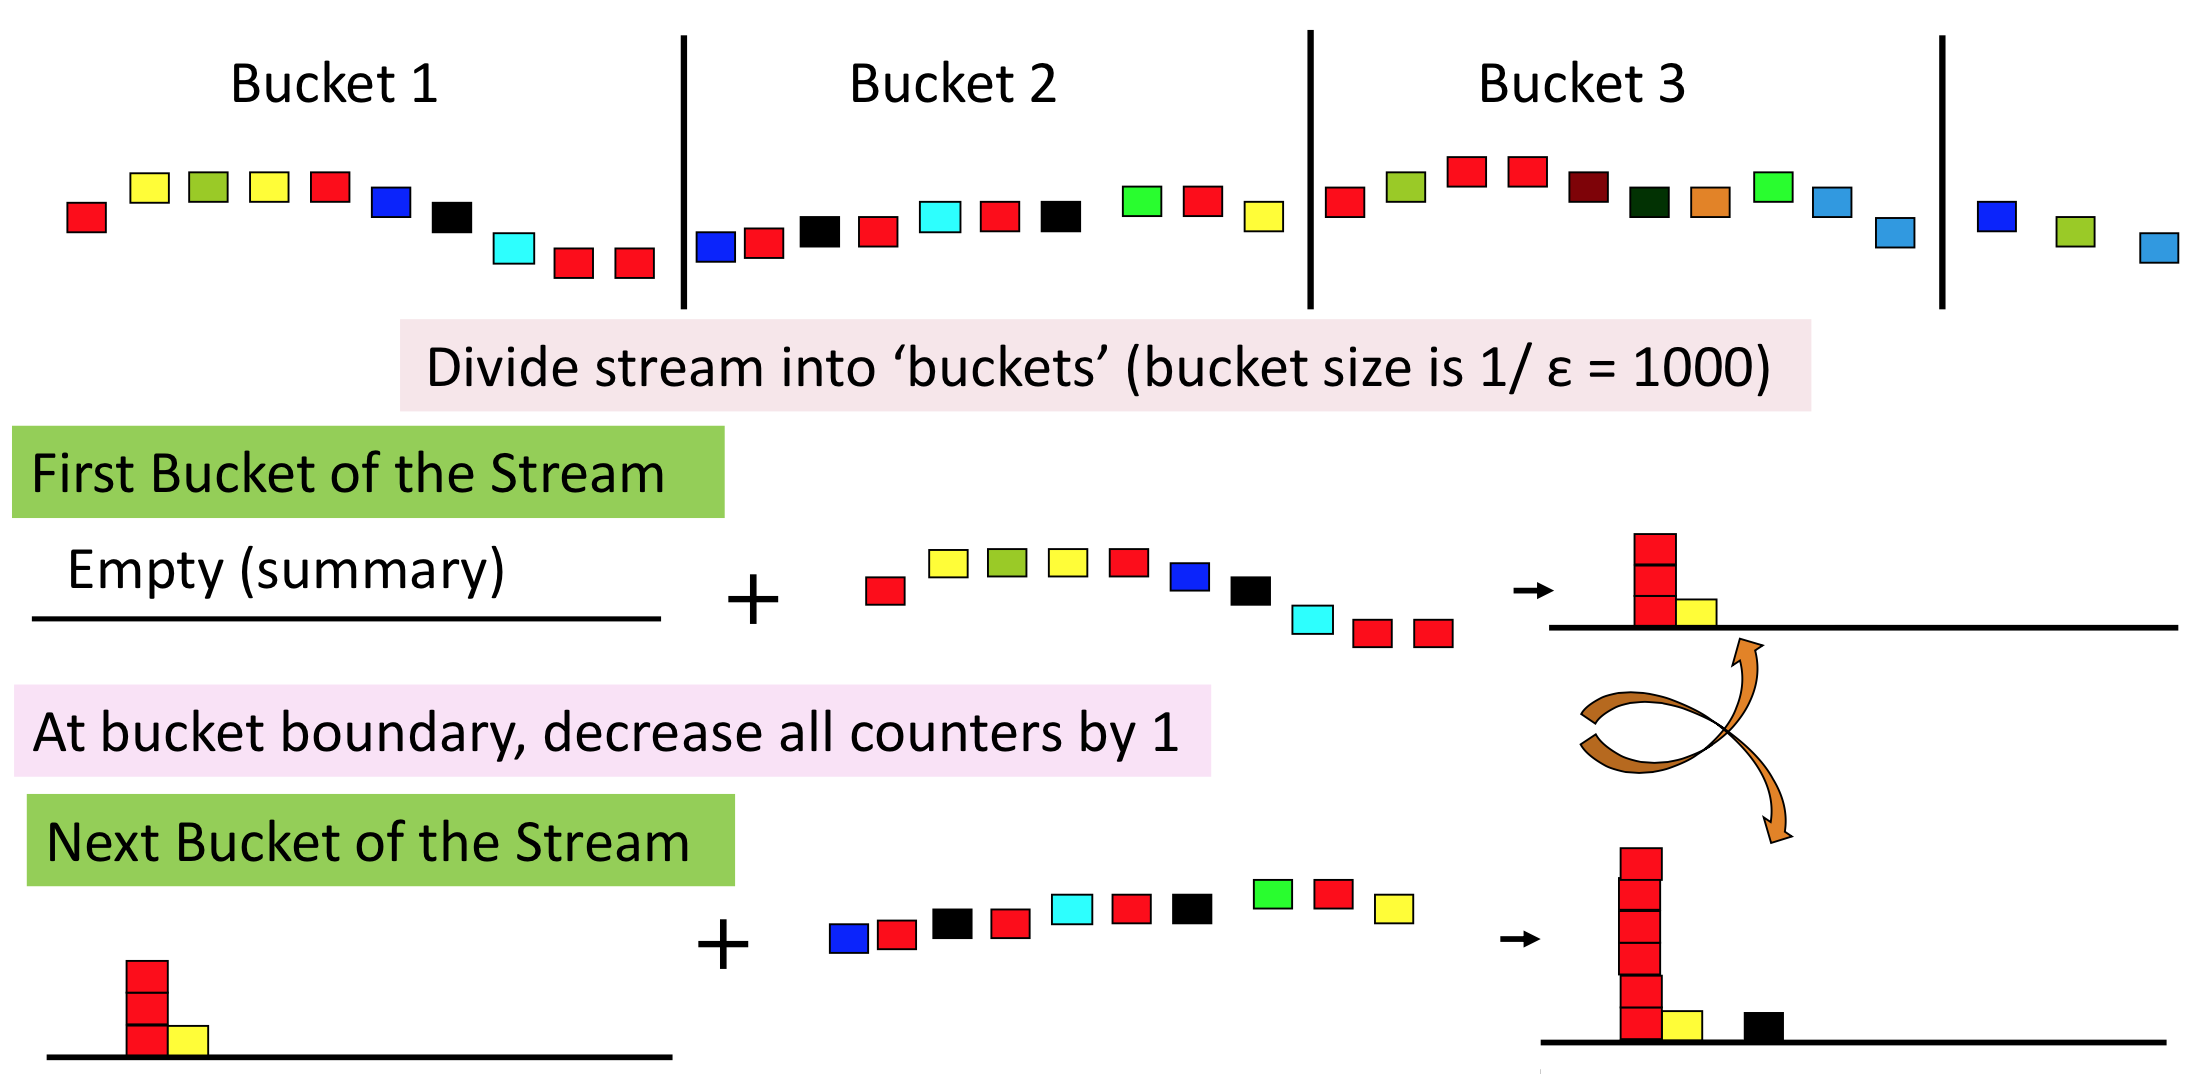 Bucket 1
Bucket 2
Bucket 3
Divide stream into ‘buckets’ (bucket size is 1/ ε = 1000)
First Bucket of the Stream
Empty (summary)
+
At bucket boundary, decrease all counters by 1
Next Bucket of the Stream
+